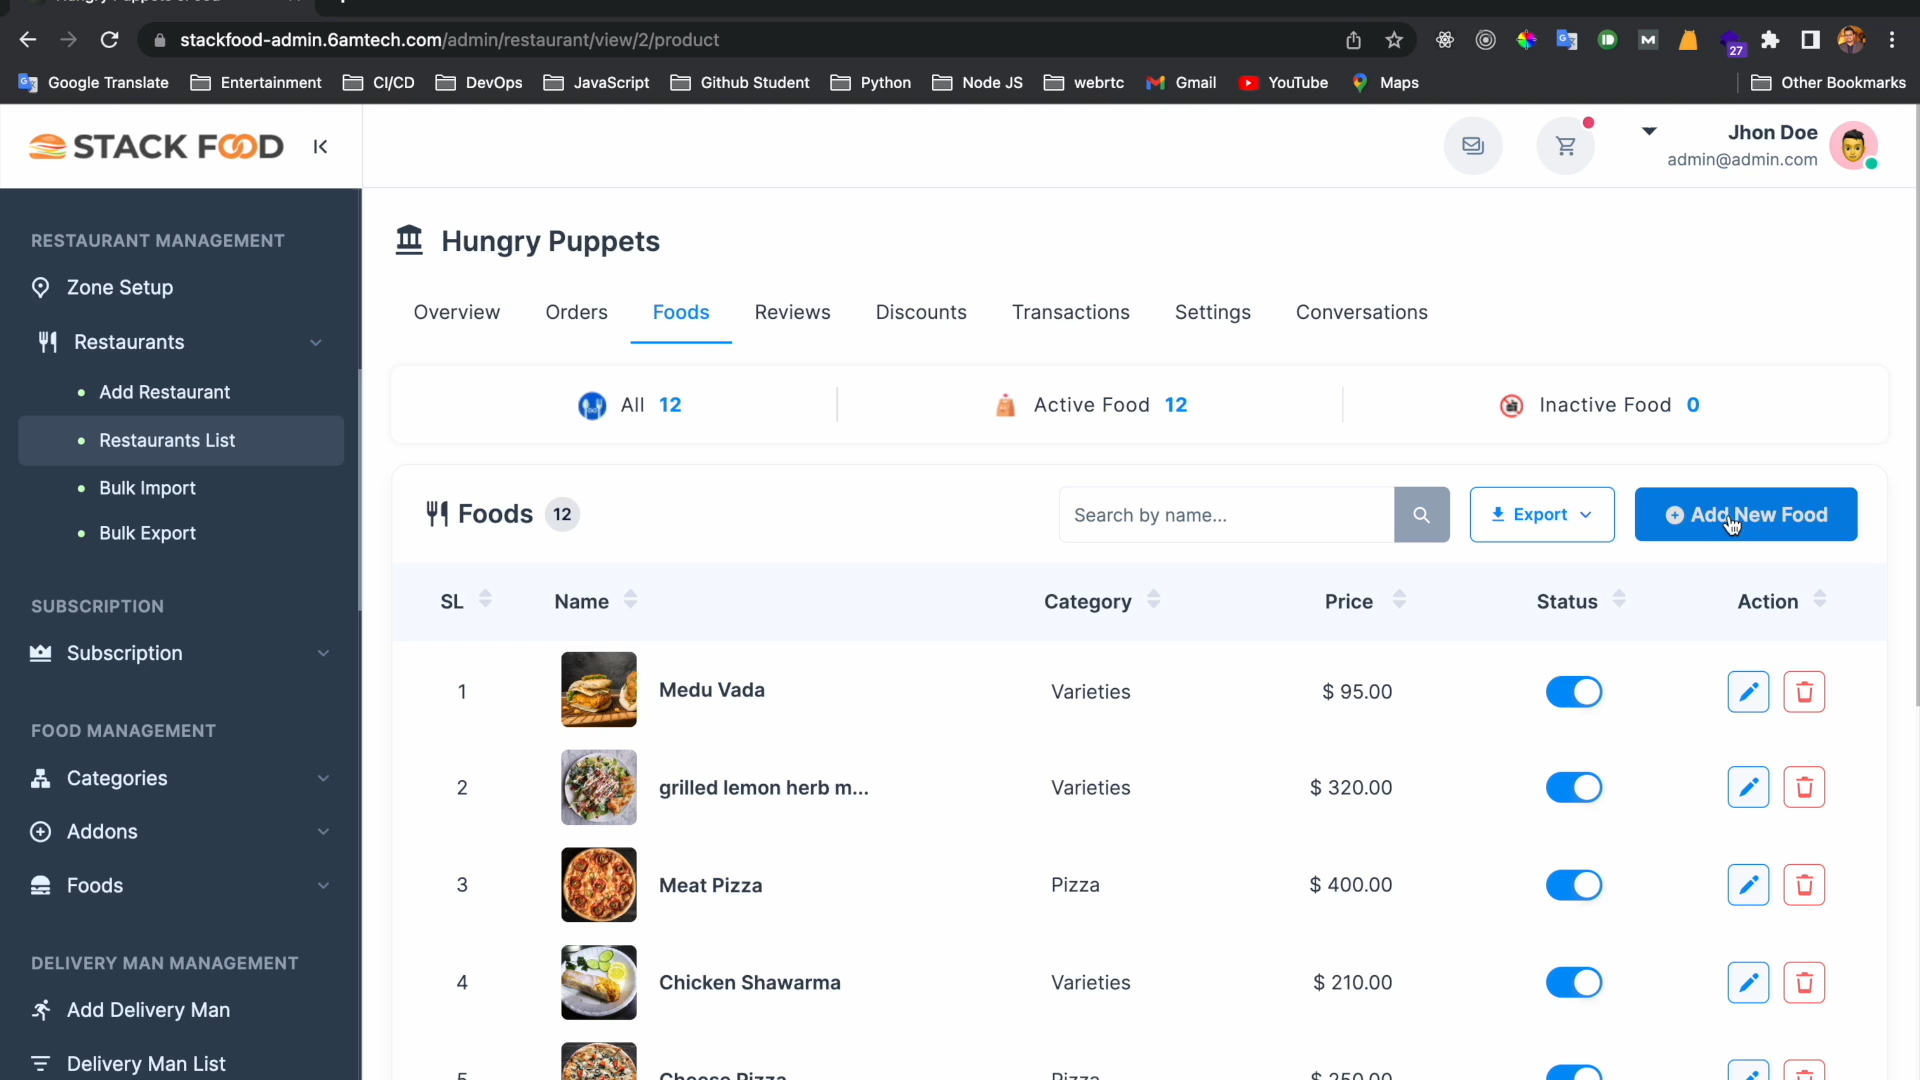 stackfood-admin.6amtech.com/admin/restaurant/view/2/product
27
Google Translate Entertainment CI/CD DevOps JavaScript Github Student Python Node JS webrtc Gmail YouTube Maps Other Bookmarks
STACK FOOD
Jhon Doe
admin@admin.com
RESTAURANT MANAGEMENT
Zone Setup
Restaurants
Add Restaurant
Restaurants List
Bulk Import
Bulk Export
SUBSCRIPTION
Subscription
FOOD MANAGEMENT
Categories
Addons
Foods
DELIVERY MAN MANAGEMENT
Add Delivery Man
Delivery Man List
Hungry Puppets
Overview Orders Foods Reviews Discounts Transactions Settings Conversations
All 12 Active Food 12 Inactive Food 0
Foods 12 Search by name... Export Add New Food
SL Name Category Price Status Action
1 Medu Vada Varieties $ 95.00
2 grilled lemon herb m... Varieties $ 320.00
3 Meat Pizza Pizza $ 400.00
4 Chicken Shawarma Varieties $ 210.00
5 Cheese Pizza Pizza $ 250.00